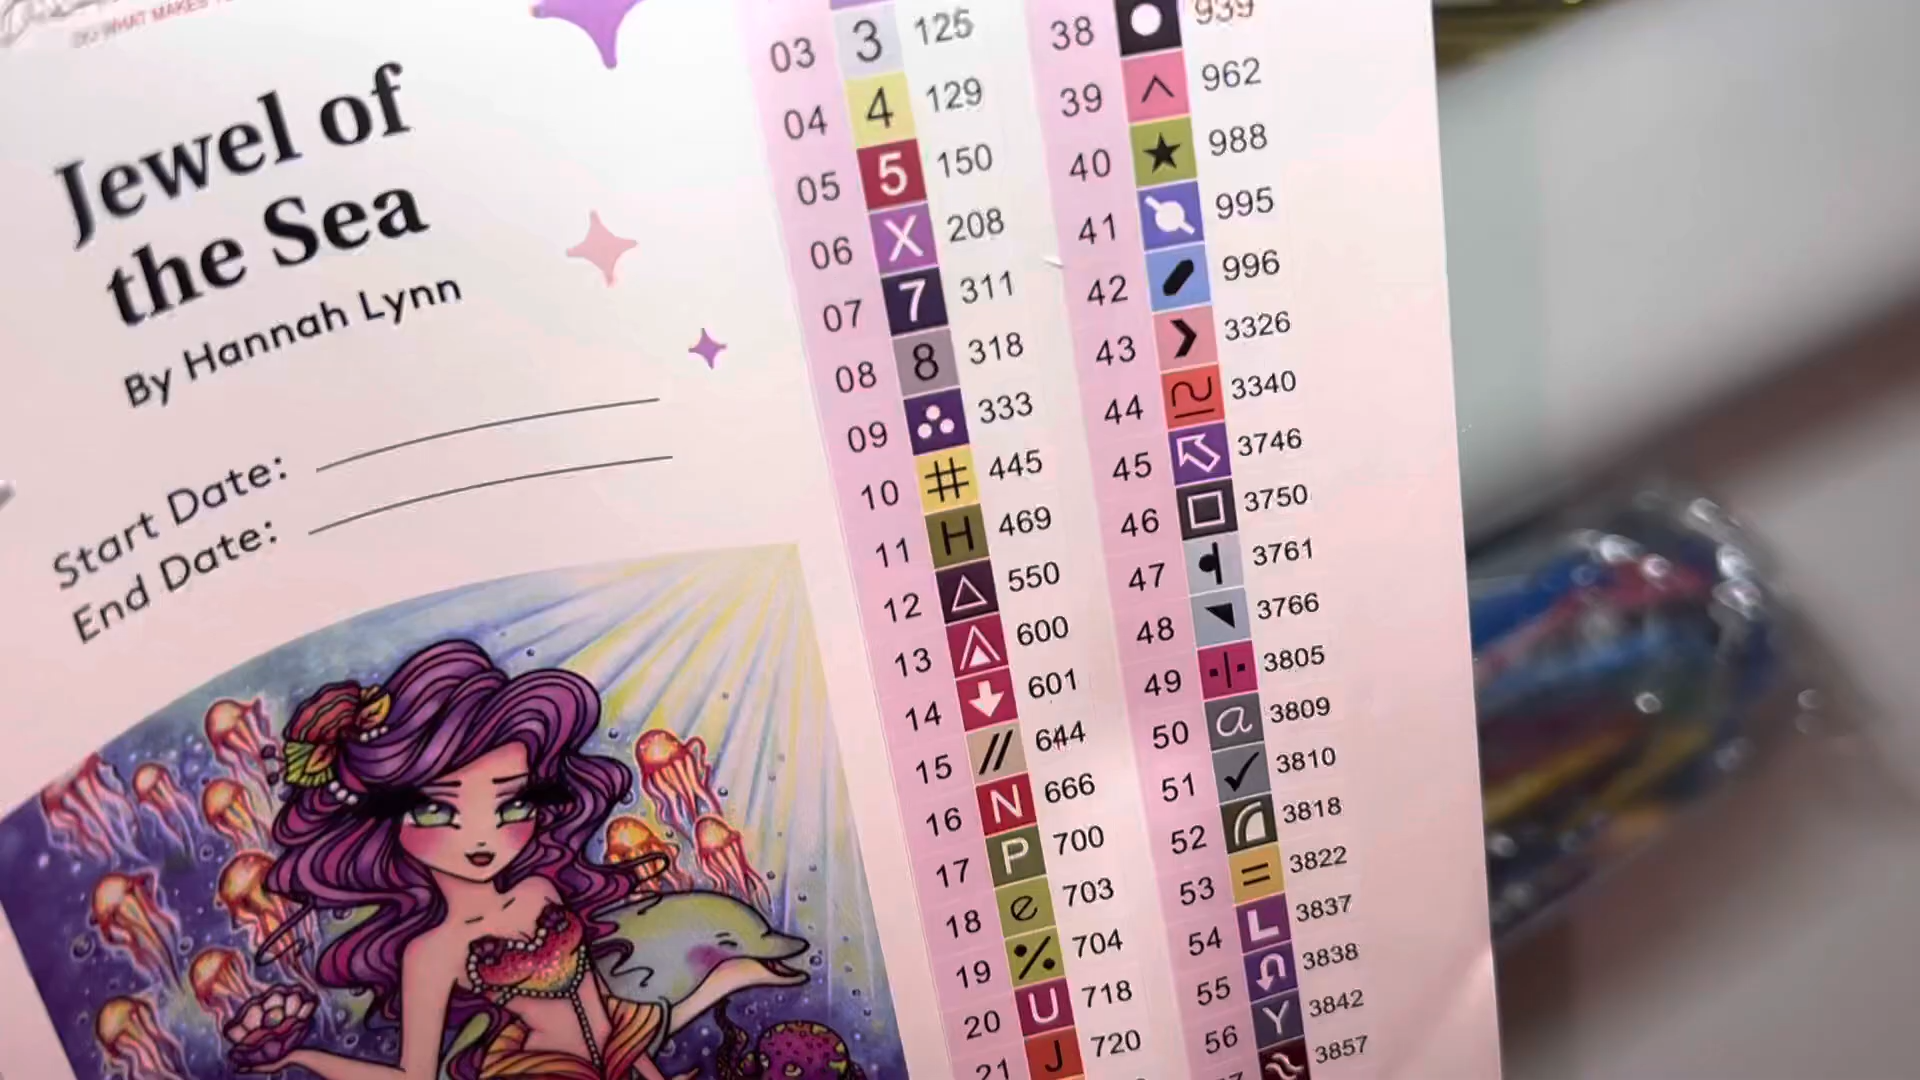 WHAT MAKES
Jewel of
the Sea
By Hannah Lynn
Start Date:
End Date:
03 3 125
04 4 129
05 5 150
06 X 208
07 7 311
08 8 318
09 333
10 # 445
11 H 469
12 550
13 600
14 601
15 // 644
16 N 666
17 P 700
18 e 703
19 704
20 U 718
21 J 720
38 939
39 962
40 988
41 995
42 996
43 3326
44 3340
45 3746
46 3750
47 3761
48 3766
49 3805
50 a 3809
51 3810
52 3818
53 = 3822
54 L 3837
55 3838
56 Y 3842
3857